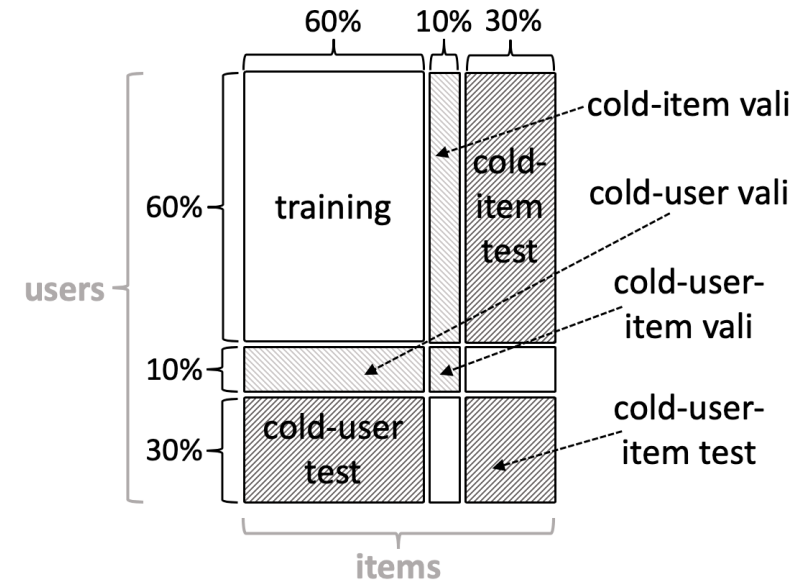 60%
10%
30%
cold-item vali
cold-
item
test
cold-user vali
60%
training
users
cold-user-
item vali
10%
cold-user-
item test
30%
cold-user
test
items